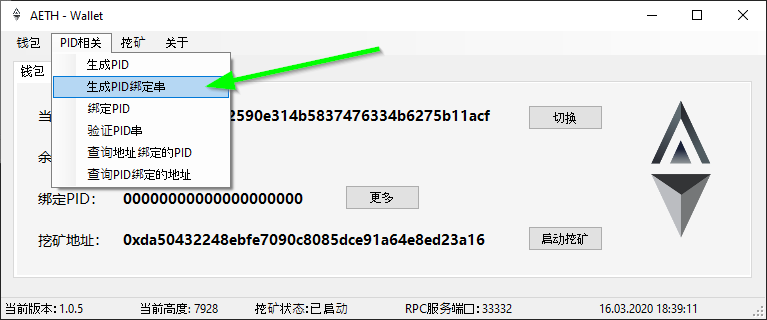 AETH - Wallet
钱包 PID相关 挖矿 关于
钱包
生成PID
生成PID绑定串
绑定PID
验证PID串
查询地址绑定的PID
查询PID绑定的地址
当 2590e314b5837476334b6275b11acf 切换
余
绑定PID: 00000000000000000000 更多
挖矿地址: 0xda50432248ebfe7090c8085dce91a64e8ed23a16 启动挖矿
当前版本: 1.0.5 当前高度: 7928 挖矿状态:已启动 RPC服务端口: 33332 16.03.2020 18:39:11